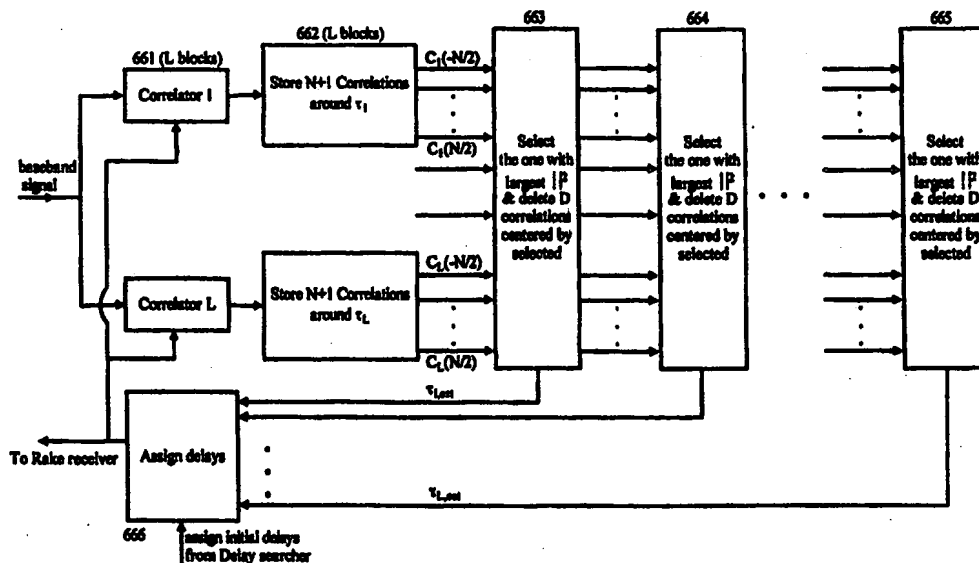 663
664
665
661 (L blocks)
662 (L blocks)
Correlator 1
Store N+1 Correlations
around τ1
C1(-N/2)
C1(N/2)
baseband
signal
Select
the one with
largest ||²
& delete D
correlations
centered by
selected
Select
the one with
largest ||²
& delete D
correlations
centered by
selected
Select
the one with
largest ||²
& delete D
correlations
centered by
selected
Correlator L
Store N+1 Correlations
around τL
CL(-N/2)
CL(N/2)
τ1,est
To Rake receiver
Assign delays
τL,est
666
assign initial delays
from Delay searcher